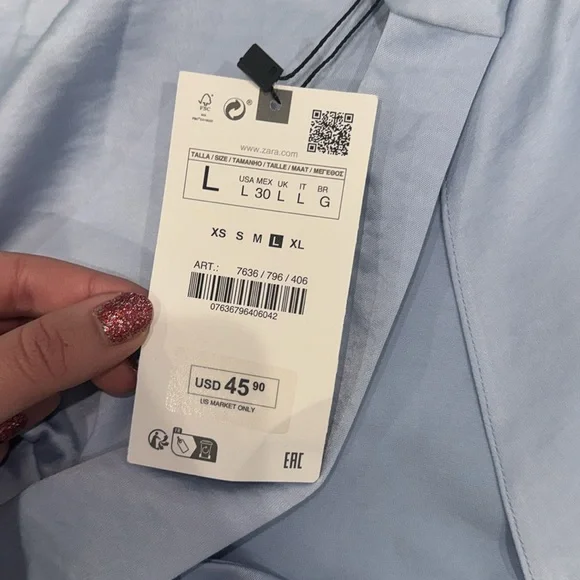 FSC
www.zara.com
TALLA / SIZE / TAMANHO / TAILLE / MAAT / ΜΕΓΕΘΟΣ
L
USA MEX UK IT BR
L 30 L L G
XS S M L XL
ART.: 7636 / 796 / 406
07636796406042
USD 45 90
US MARKET ONLY
FR
EAC